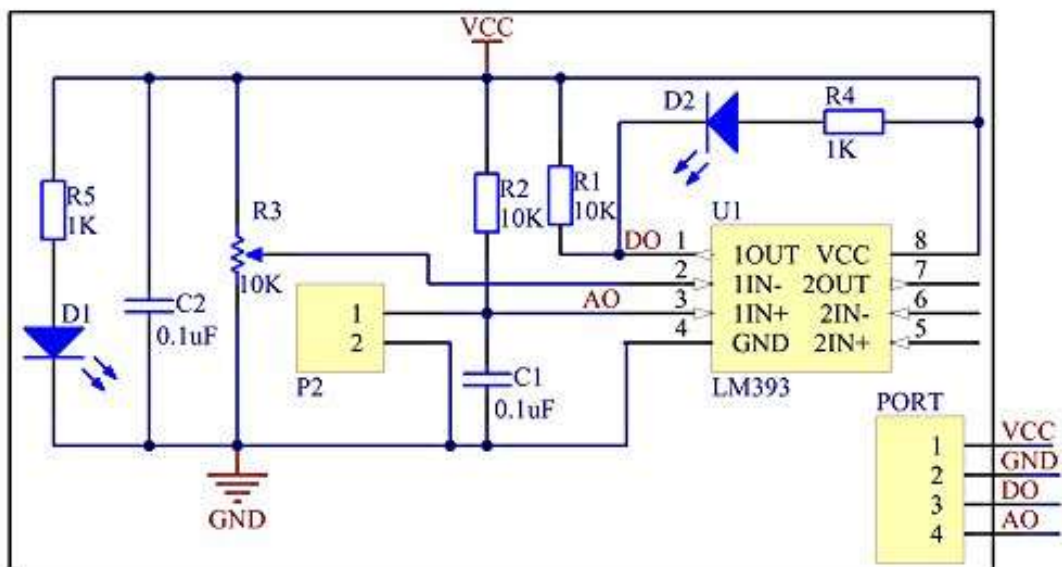 VCC
D2
R4
1K
R5
1K
R3
10K
R2
10K
R1
10K
U1
DO
1
1OUT
VCC
8
2
1IN-
2OUT
7
AO
3
1IN+
2IN-
6
4
GND
2IN+
5
LM393
C2
0.1uF
D1
1
2
P2
C1
0.1uF
PORT
1
VCC
2
GND
3
DO
4
AO
GND